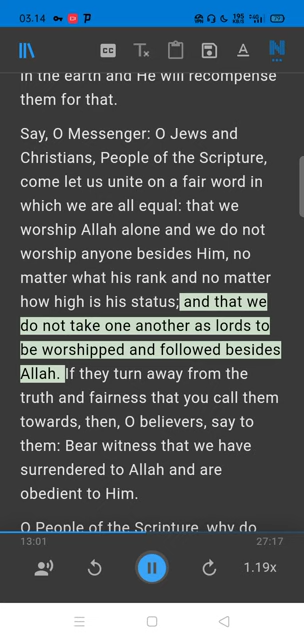 03.14
195
KB/S
5G
72
CC
in the earth and He will recompense
them for that.
Say, O Messenger: O Jews and
Christians, People of the Scripture,
come let us unite on a fair word in
which we are all equal: that we
worship Allah alone and we do not
worship anyone besides Him, no
matter what his rank and no matter
how high is his status; and that we
do not take one another as lords to
be worshipped and followed besides
Allah. If they turn away from the
truth and fairness that you call them
towards, then, O believers, say to
them: Bear witness that we have
surrendered to Allah and are
obedient to Him.
O People of the Scripture, why do
13:01
27:17
1.19x